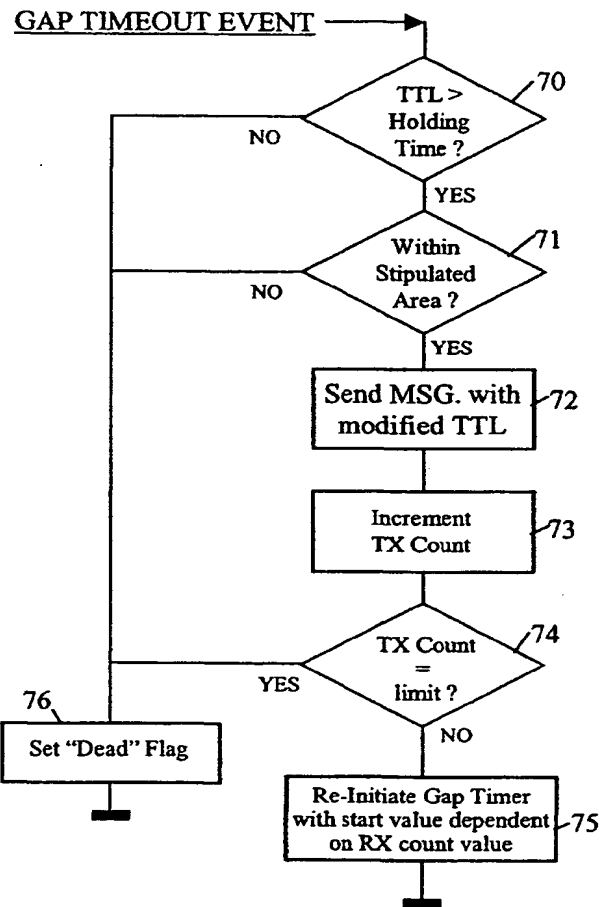 GAP TIMEOUT EVENT
70
TTL >
Holding
Time ?
NO
YES
71
Within
Stipulated
Area ?
NO
YES
Send MSG. with
modified TTL
72
Increment
TX Count
73
74
TX Count
=
limit ?
YES
NO
76
Set “Dead” Flag
Re-Initiate Gap Timer
with start value dependent
on RX count value
75